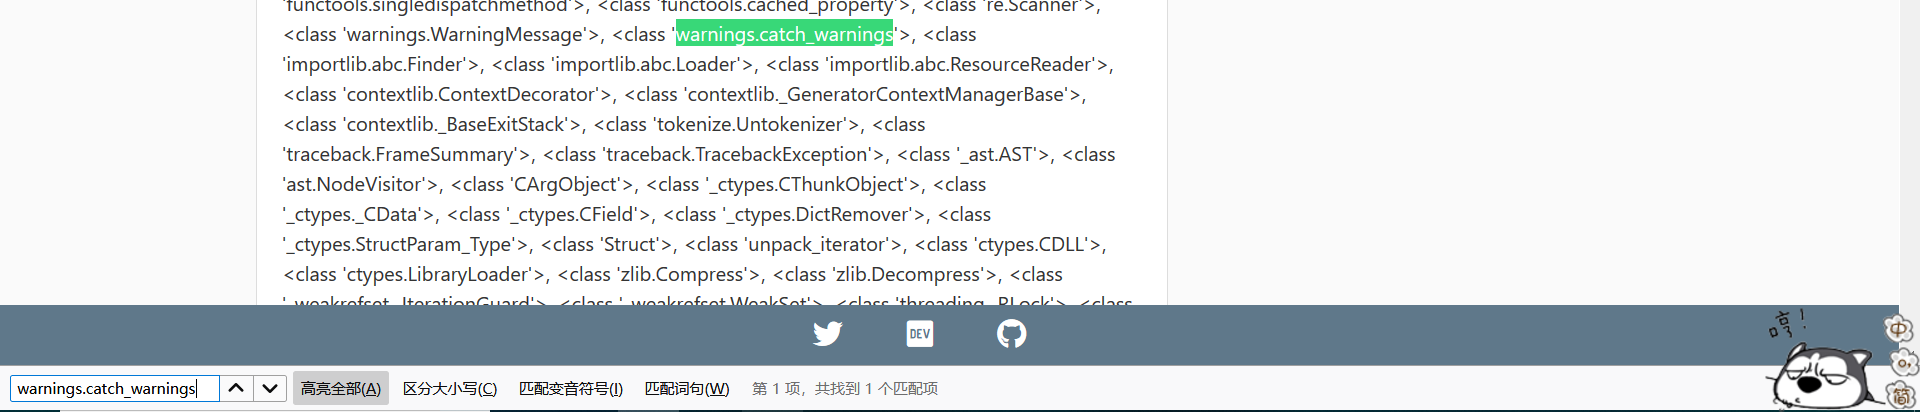 'functools.singledispatchmethod'>, <class 'functools.cached_property'>, <class 're.Scanner'>,
<class 'warnings.WarningMessage'>, <class 'warnings.catch_warnings'>, <class
'importlib.abc.Finder'>, <class 'importlib.abc.Loader'>, <class 'importlib.abc.ResourceReader'>,
<class 'contextlib.ContextDecorator'>, <class 'contextlib._GeneratorContextManagerBase'>,
<class 'contextlib._BaseExitStack'>, <class 'tokenize.Untokenizer'>, <class
'traceback.FrameSummary'>, <class 'traceback.TracebackException'>, <class '_ast.AST'>, <class
'ast.NodeVisitor'>, <class 'CArgObject'>, <class '_ctypes.CThunkObject'>, <class
'_ctypes._CData'>, <class '_ctypes.CField'>, <class '_ctypes.DictRemover'>, <class
'_ctypes.StructParam_Type'>, <class 'Struct'>, <class 'unpack_iterator'>, <class 'ctypes.CDLL'>,
<class 'ctypes.LibraryLoader'>, <class 'zlib.Compress'>, <class 'zlib.Decompress'>, <class
'_weakrefset._IterationGuard'>, <class '_weakrefset.WeakSet'>, <class 'threading._RLock'>, <class
DEV
哼!
中
简
warnings.catch_warnings 高亮全部(A) 区分大小写(C) 匹配变音符号(I) 匹配词句(W) 第 1 项，共找到 1 个匹配项